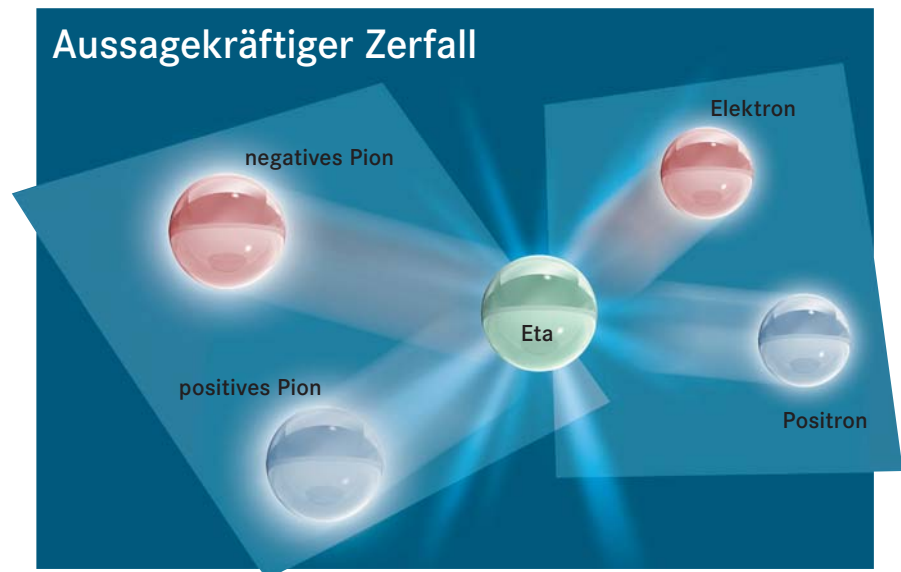 Aussagekräftiger Zerfall
Elektron
negatives Pion
Eta
positives Pion
Positron